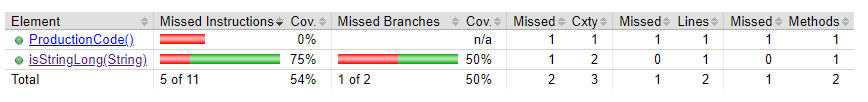 Element Missed Instructions Cov. Missed Branches Cov. Missed Cxty Missed Lines Missed Methods
ProductionCode() 0% n/a 1 1 1 1 1 1
isStringLong(String) 75% 50% 1 2 0 1 0 1
Total 5 of 11 54% 1 of 2 50% 2 3 1 2 1 2